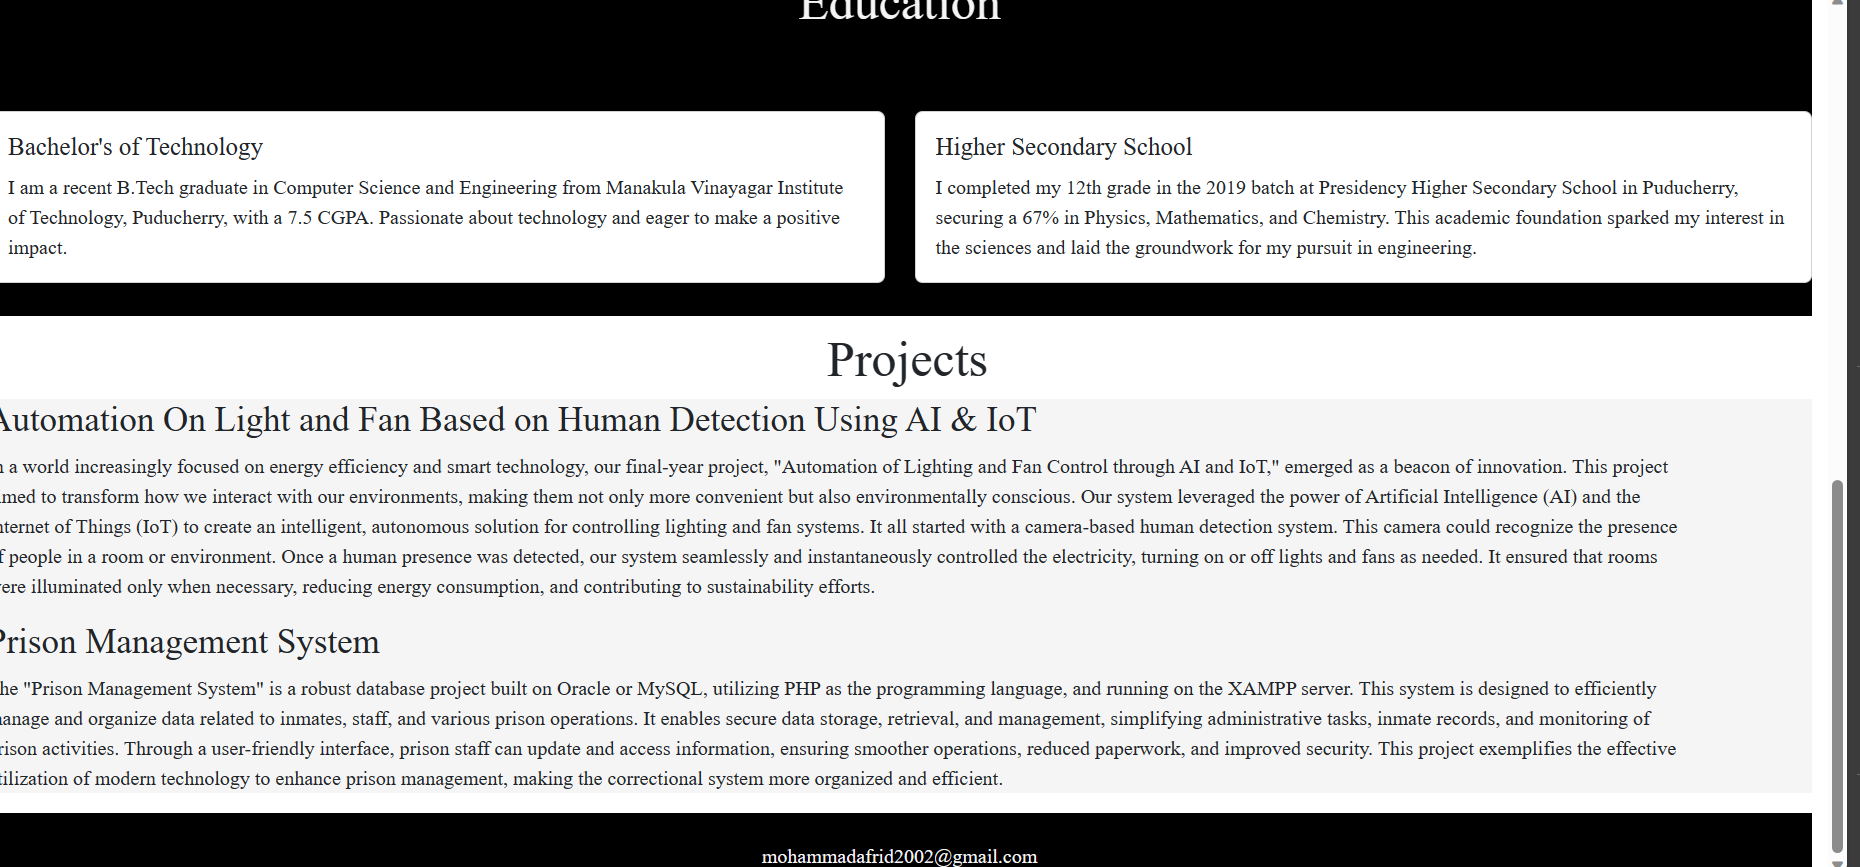 Education
Bachelor's of Technology
I am a recent B.Tech graduate in Computer Science and Engineering from Manakula Vinayagar Institute
of Technology, Puducherry, with a 7.5 CGPA. Passionate about technology and eager to make a positive
impact.
Higher Secondary School
I completed my 12th grade in the 2019 batch at Presidency Higher Secondary School in Puducherry,
securing a 67% in Physics, Mathematics, and Chemistry. This academic foundation sparked my interest in
the sciences and laid the groundwork for my pursuit in engineering.
Projects
Automation On Light and Fan Based on Human Detection Using AI & IoT
n a world increasingly focused on energy efficiency and smart technology, our final-year project, "Automation of Lighting and Fan Control through AI and IoT," emerged as a beacon of innovation. This project
imed to transform how we interact with our environments, making them not only more convenient but also environmentally conscious. Our system leveraged the power of Artificial Intelligence (AI) and the
nternet of Things (IoT) to create an intelligent, autonomous solution for controlling lighting and fan systems. It all started with a camera-based human detection system. This camera could recognize the presence
f people in a room or environment. Once a human presence was detected, our system seamlessly and instantaneously controlled the electricity, turning on or off lights and fans as needed. It ensured that rooms
ere illuminated only when necessary, reducing energy consumption, and contributing to sustainability efforts.
Prison Management System
he "Prison Management System" is a robust database project built on Oracle or MySQL, utilizing PHP as the programming language, and running on the XAMPP server. This system is designed to efficiently
anage and organize data related to inmates, staff, and various prison operations. It enables secure data storage, retrieval, and management, simplifying administrative tasks, inmate records, and monitoring of
rison activities. Through a user-friendly interface, prison staff can update and access information, ensuring smoother operations, reduced paperwork, and improved security. This project exemplifies the effective
tilization of modern technology to enhance prison management, making the correctional system more organized and efficient.
mohammadafrid2002@gmail.com